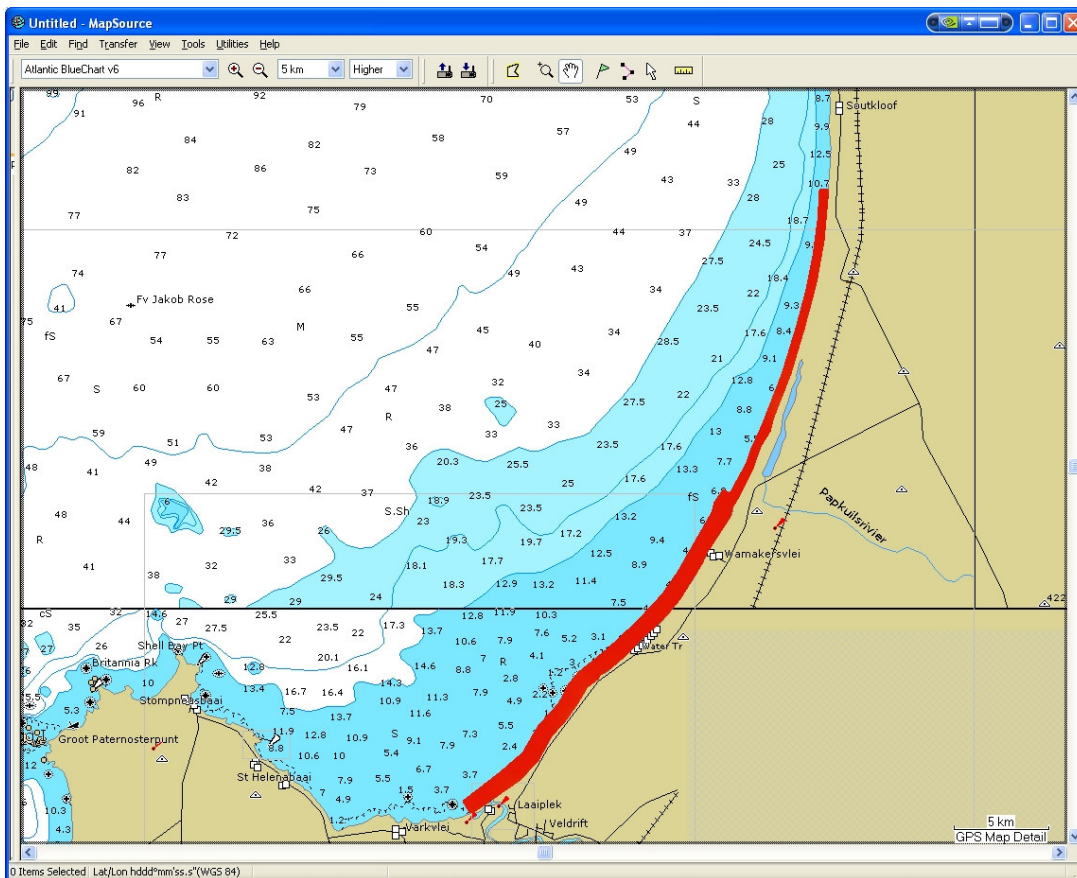 Untitled - MapSource
File Edit Find Transfer View Tools Utilities Help
Atlantic BlueChart v6 5 km Higher
99 96 R 92 79 70 53 S 8.7
91 44 28 9.9 Soutkloof
84 82 58 57 49 12.5
82 86 73 59 43 33 25 10.7
83 75 49 28
77 72 60 44 37 18.7
77 66 54 24.5 9.
74 49 43 27.5 18.4
66 34 22
41 Fv Jakob Rose 55 23.5 9.3
75 67 M 45 34 17.6 8.4
fS 54 55 63 55 47 40 28.5
67 34 21 9.1
S 60 60 53 47 32 22 12.8 6
38 25 27.5 8.8
R 33 33
59 51 53 47 36 23.5 17.6 13 5.5
48 41 49 38 20.3 25.5 13.3 7.7
42 42 37 18.9 23.5 25 17.6 fS 6.9
48 44 6 S.Sh 23 23.5 13.2 6 Papkuilsrivier
R 29.5 36 26 19.3 19.7 17.2 9.4 4
41 38 32 33 18.1 17.7 12.5 8.9 Wamakersvlei
29.5 18.3 12.9 13.2 11.4
29 29 24 7.5 422
cS 32 14.6 25.5 12.8 11.9 10.3 4
32 35 27 27.5 23.5 22 17.3 13.7 7.6 5.2 3.1
26 Shell Bay Pt 22 10.6 7.9 Water Tr
27 Britannia Rk 12.8 20.1 16.1 14.6 8.8 7 R 4.1 3
10 13.4 16.7 16.4 14.3 2.8 1.2
5.5 Stompneusbaai 10.9 11.3 7.9 4.9 2.2
5.3 7.5 13.7 11.6 5.5
Groot Paternosterpunt 11.9 12.8 10.9 S 9.1 7.3
8.8 10.6 10 5.4 7.9 2.4
12 St Helenabaai 7.9 5.5 6.7 3.7
7 4.9 1.5 3.7
10.3 1.2 Laaiplek
4.3 Varkvlei Veldrift
5 km
GPS Map Detail
0 Items Selected Lat/Lon hddd°mm'ss.s"(WGS 84)